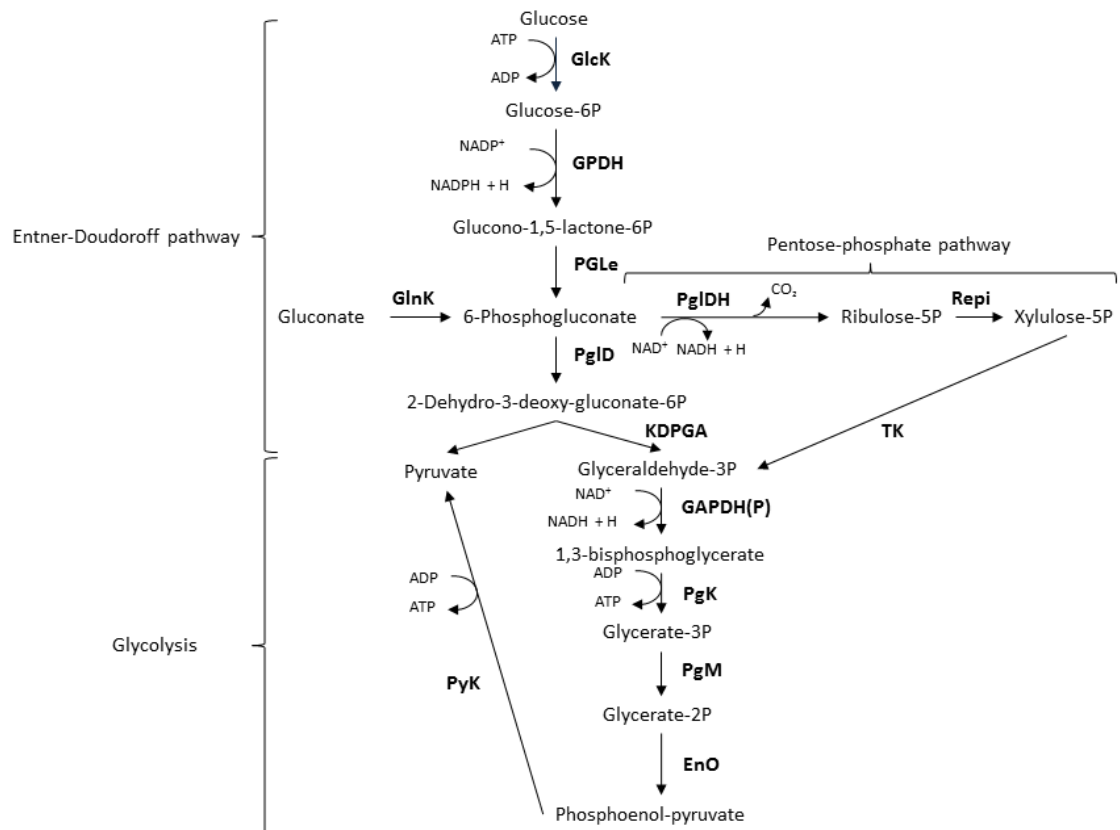 Glucose
ATP
GlcK
ADP
Glucose-6P
NADP⁺
GPDH
NADPH + H
Entner-Doudoroff pathway
Glucono-1,5-lactone-6P
Pentose-phosphate pathway
PGLe
CO₂
Gluconate GlnK 6-Phosphogluconate PglDH Ribulose-5P Repi Xylulose-5P
NAD⁺ NADH + H
PglD
2-Dehydro-3-deoxy-gluconate-6P
KDPGA
TK
Pyruvate
Glyceraldehyde-3P
NAD⁺
GAPDH(P)
NADH + H
1,3-bisphosphoglycerate
ADP
PgK
ATP
ADP
ATP
Glycerate-3P
Glycolysis
PgM
PyK
Glycerate-2P
EnO
Phosphoenol-pyruvate